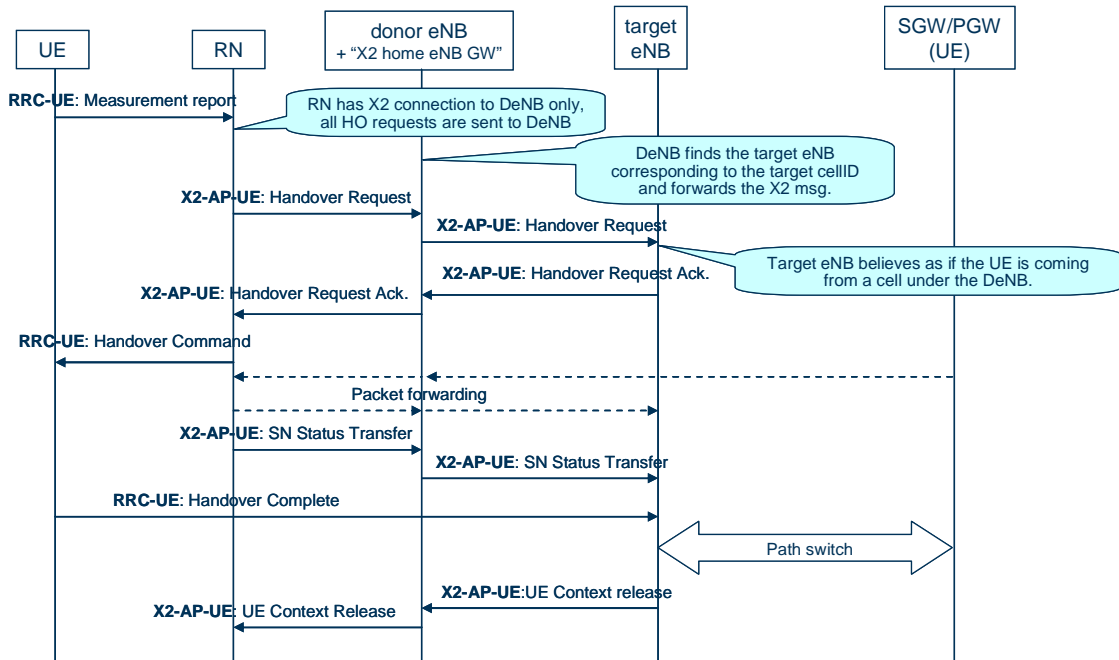 UE
RN
donor eNB
+ “X2 home eNB GW”
target
eNB
SGW/PGW
(UE)
RRC-UE: Measurement report
RN has X2 connection to DeNB only,
all HO requests are sent to DeNB
DeNB finds the target eNB
corresponding to the target cellID
and forwards the X2 msg.
X2-AP-UE: Handover Request
X2-AP-UE: Handover Request
Target eNB believes as if the UE is coming
from a cell under the DeNB.
X2-AP-UE: Handover Request Ack.
X2-AP-UE: Handover Request Ack.
RRC-UE: Handover Command
Packet forwarding
X2-AP-UE: SN Status Transfer
X2-AP-UE: SN Status Transfer
RRC-UE: Handover Complete
Path switch
X2-AP-UE:UE Context release
X2-AP-UE: UE Context Release